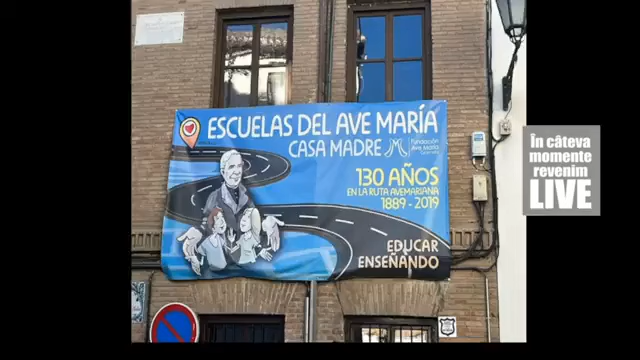 ESCUELAS DEL AVE MARÍA
CASA MADRE
Fundación
Ave María
130 AÑOS
EN LA RUTA AVEMARIANA
1889 - 2019
EDUCAR
ENSEÑANDO
În câteva
momente
revenim
LIVE